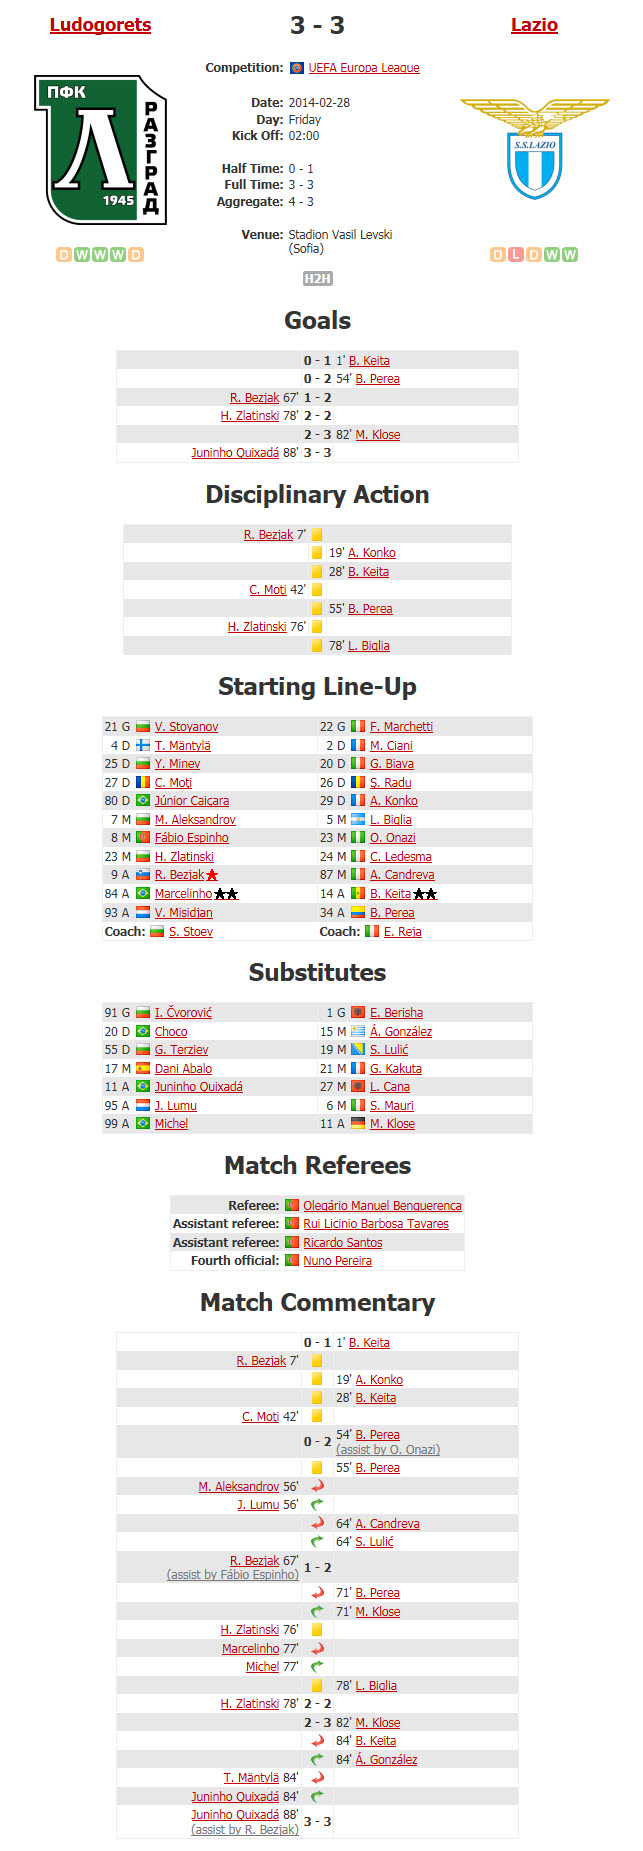 Ludogorets 3 - 3 Lazio
Competition: UEFA Europa League
ПФК
Л
1945
РАЗГРАД
S.S.LAZIO
Date: 2014-02-28
Day: Friday
Kick Off: 02:00
Half Time: 0 - 1
Full Time: 3 - 3
Aggregate: 4 - 3
Venue: Stadion Vasil Levski
(Sofia)
D W W W D
D L D W W
H2H
Goals
0 - 1 1' B. Keita
0 - 2 54' B. Perea
R. Bezjak 67' 1 - 2
H. Zlatinski 78' 2 - 2
2 - 3 82' M. Klose
Juninho Quixadá 88' 3 - 3
Disciplinary Action
R. Bezjak 7'
19' A. Konko
28' B. Keita
C. Moţi 42'
55' B. Perea
H. Zlatinski 76'
78' L. Biglia
Starting Line-Up
21 G V. Stoyanov 22 G F. Marchetti
4 D T. Mäntylä 2 D M. Ciani
25 D Y. Minev 20 D G. Biava
27 D C. Moţi 26 D Ş. Radu
80 D Júnior Caiçara 29 D A. Konko
7 M M. Aleksandrov 5 M L. Biglia
8 M Fábio Espinho 23 M O. Onazi
23 M H. Zlatinski 24 M C. Ledesma
9 A R. Bezjak 87 M A. Candreva
84 A Marcelinho 14 A B. Keita
93 A V. Misidjan 34 A B. Perea
Coach: S. Stoev Coach: E. Reja
Substitutes
91 G I. Čvorović 1 G E. Berisha
20 D Choco 15 M Á. González
55 D G. Terziev 19 M S. Lulić
17 M Dani Abalo 21 M G. Kakuta
11 A Juninho Quixadá 27 M L. Cana
95 A J. Lumu 6 M S. Mauri
99 A Michel 11 A M. Klose
Match Referees
Referee: Olegário Manuel Benquerença
Assistant referee: Rui Licinio Barbosa Tavares
Assistant referee: Ricardo Santos
Fourth official: Nuno Pereira
Match Commentary
0 - 1 1' B. Keita
R. Bezjak 7'
19' A. Konko
28' B. Keita
C. Moţi 42'
0 - 2 54' B. Perea
(assist by O. Onazi)
55' B. Perea
M. Aleksandrov 56'
J. Lumu 56'
64' A. Candreva
64' S. Lulić
R. Bezjak 67' 1 - 2
(assist by Fábio Espinho)
71' B. Perea
71' M. Klose
H. Zlatinski 76'
Marcelinho 77'
Michel 77'
78' L. Biglia
H. Zlatinski 78' 2 - 2
2 - 3 82' M. Klose
84' B. Keita
84' Á. González
T. Mäntylä 84'
Juninho Quixadá 84'
Juninho Quixadá 88' 3 - 3
(assist by R. Bezjak)